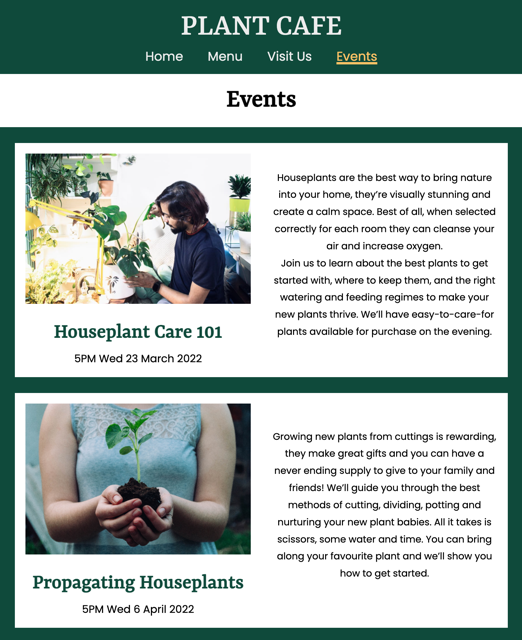 PLANT CAFE
Home Menu Visit Us Events
Events
Houseplants are the best way to bring nature
into your home, they're visually stunning and
create a calm space. Best of all, when selected
correctly for each room they can cleanse your
air and increase oxygen.
Join us to learn about the best plants to get
started with, where to keep them, and the right
watering and feeding regimes to make your
new plants thrive. We'll have easy-to-care-for
plants available for purchase on the evening.
Houseplant Care 101
5PM Wed 23 March 2022
Growing new plants from cuttings is rewarding,
they make great gifts and you can have a
never ending supply to give to your family and
friends! We'll guide you through the best
methods of cutting, dividing, potting and
nurturing your new plant babies. All it takes is
scissors, some water and time. You can bring
along your favourite plant and we'll show you
how to get started.
Propagating Houseplants
5PM Wed 6 April 2022